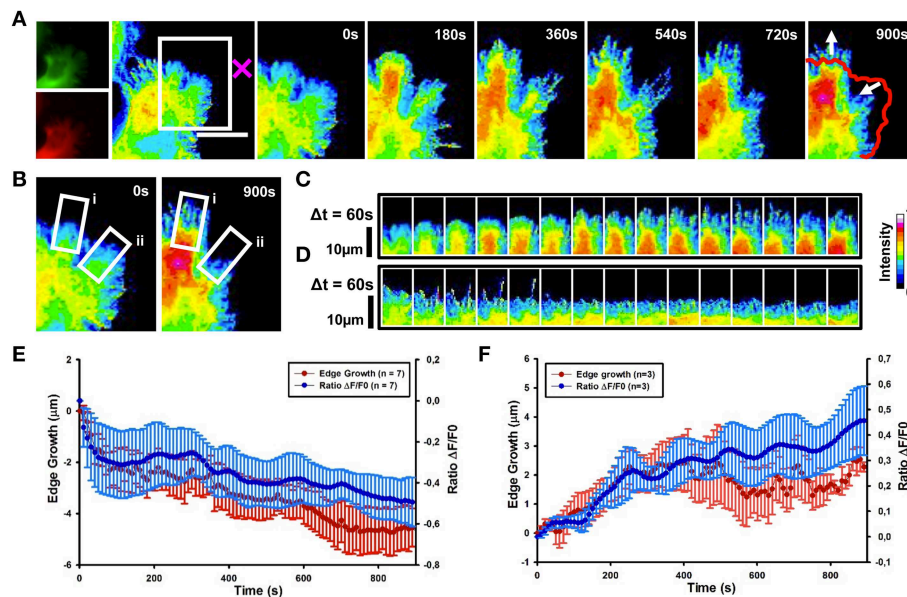 A
0s
180s
360s
540s
720s
900s
B
0s
900s
i
ii
i
ii
C
Δt = 60s
10μm
D
Δt = 60s
10μm
Intensity
E
Edge Growth (n = 7)
Ratio ΔF/F0 (n = 7)
Edge Growth (μm)
2
0
-2
-4
-6
0,2
0,0
-0,2
-0,4
-0,6
-0,8
Ratio ΔF/F0
0
200
400
600
800
Time (s)
F
Edge growth (n=3)
Ratio ΔF/F0 (n=3)
Edge Growth (μm)
6
5
4
3
2
1
0
-1
0,7
0,6
0,5
0,4
0,3
0,2
0,1
0,0
0,1
Ratio ΔF/F0
0
200
400
600
800
Time (s)